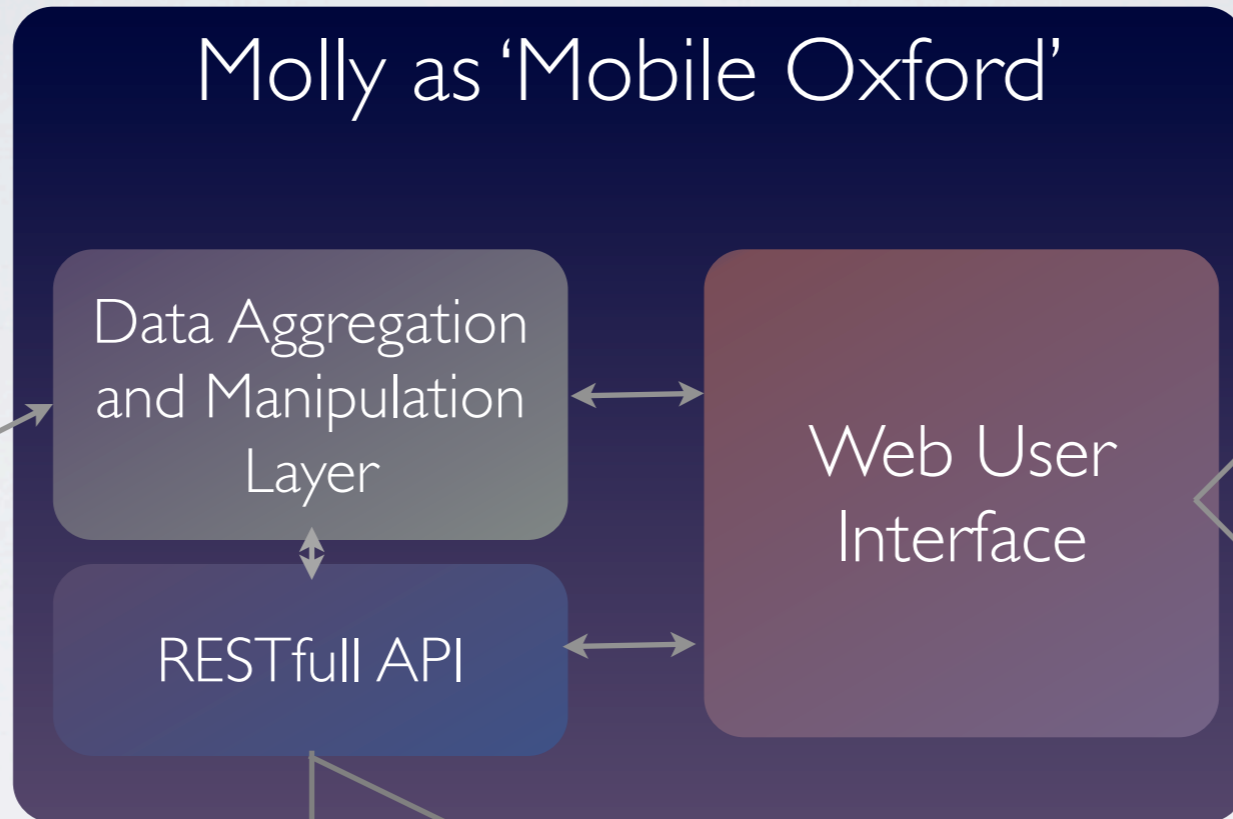 Molly as ‘Mobile Oxford’
Data Aggregation
and Manipulation
Layer
Web User
Interface
RESTfull API